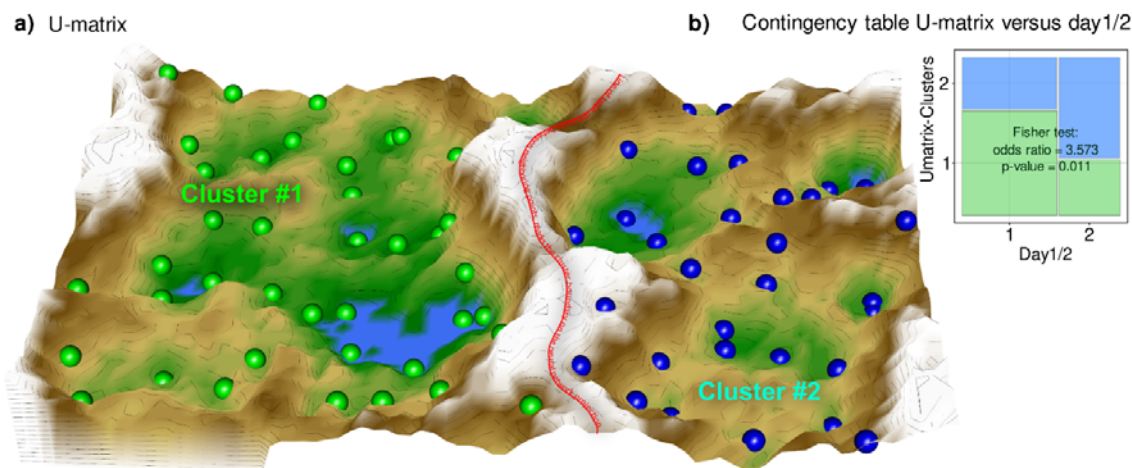 a) U-matrix
b) Contingency table U-matrix versus day1/2
Cluster #1
Cluster #2
Umatrix-Clusters
2
1
Fisher test:
odds ratio = 3.573
p-value = 0.011
1 2
Day1/2